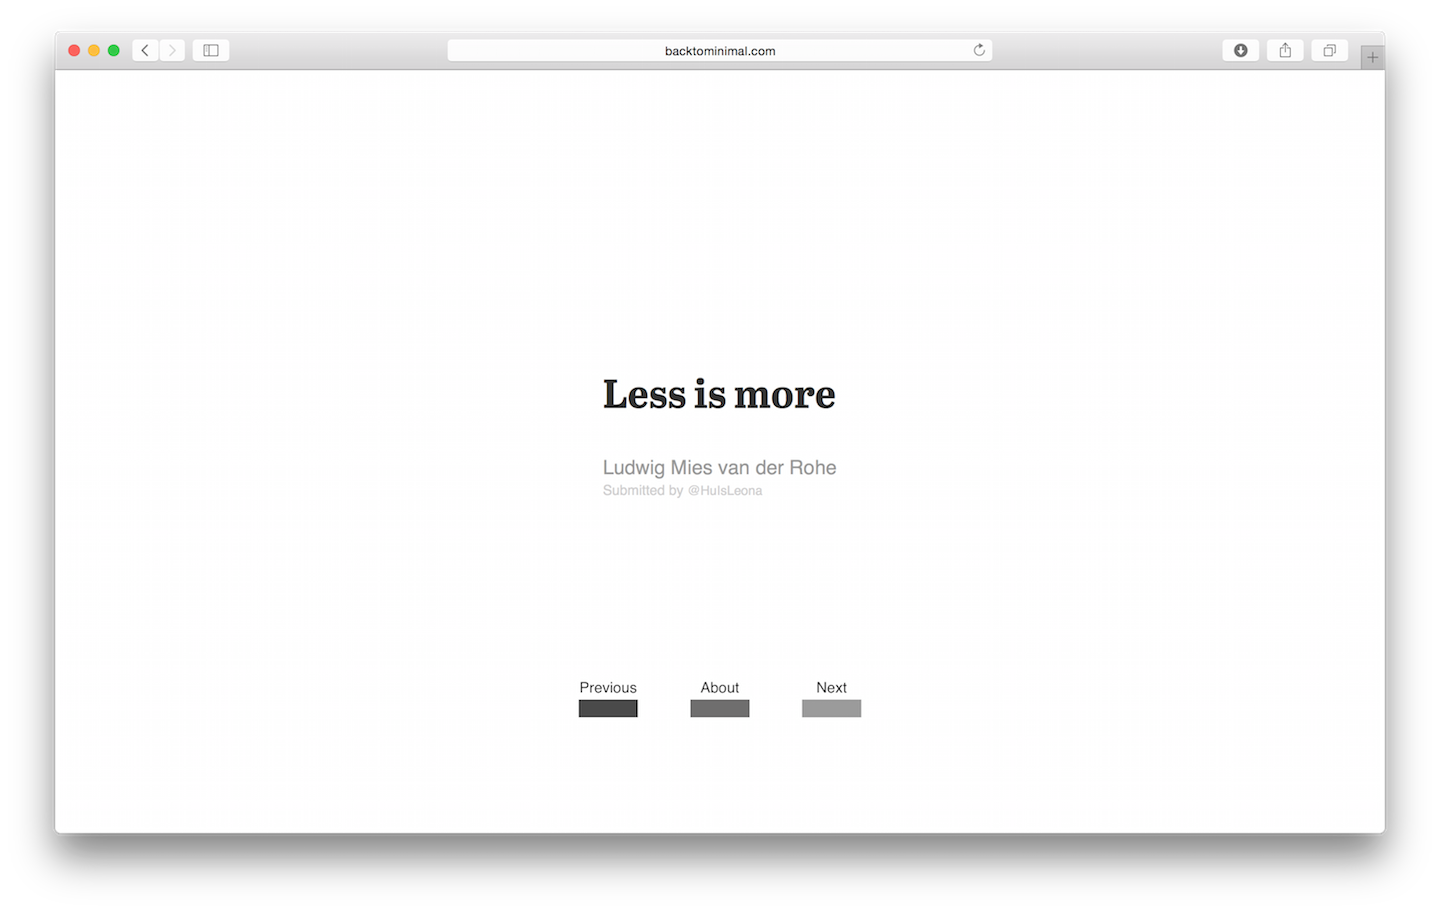 backtominimal.com
Less is more
Ludwig Mies van der Rohe
Submitted by @HulsLeona
Previous
About
Next